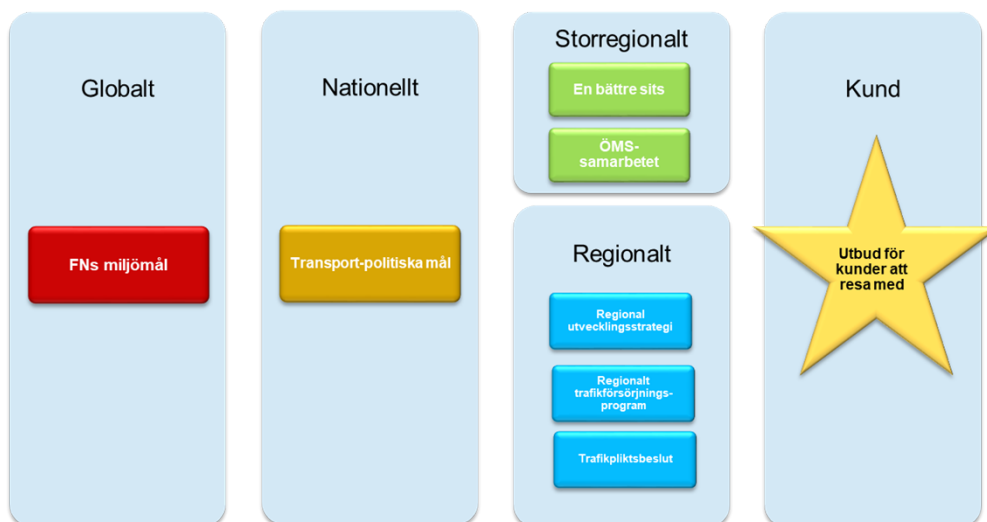 Globalt
FNs miljömål
Nationellt
Transport-politiska mål
Storregionalt
En bättre sits
ÖMS-
samarbetet
Regionalt
Regional
utvecklingsstrategi
Regionalt
trafikförsörjnings-
program
Trafikpliktsbeslut
Kund
Utbud för
kunder att
resa med